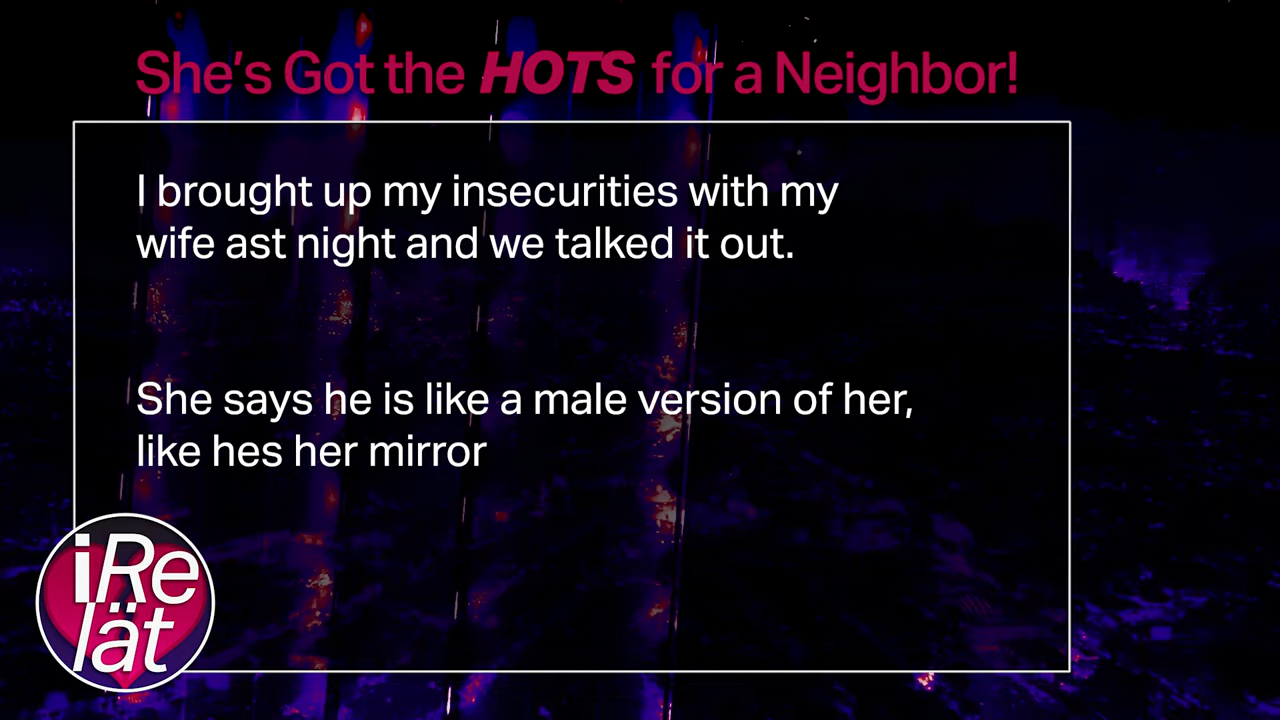 She's Got the HOTS for a Neighbor!
I brought up my insecurities with my
wife ast night and we talked it out.
She says he is like a male version of her,
like hes her mirror
iRe
lät